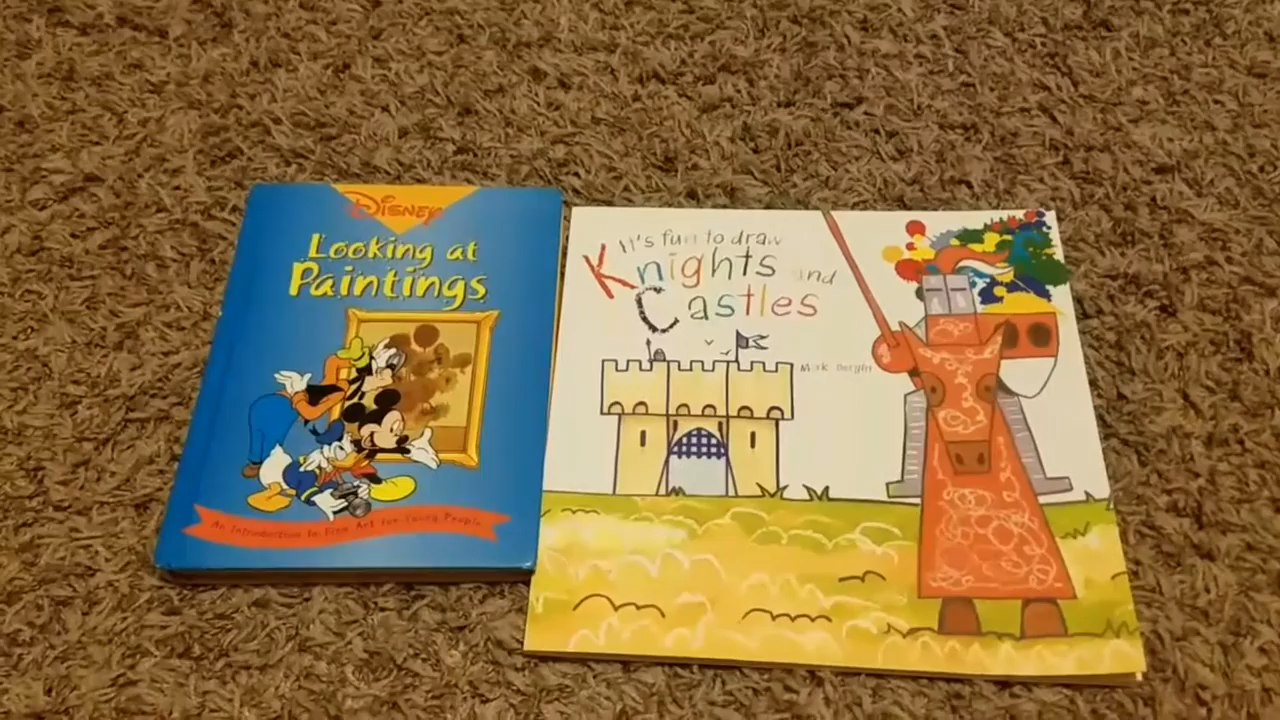 Disney
Looking at
Paintings
An Introduction to Fine Art for Young People
It's fun to draw
Knights and
Castles
Mark Bergin